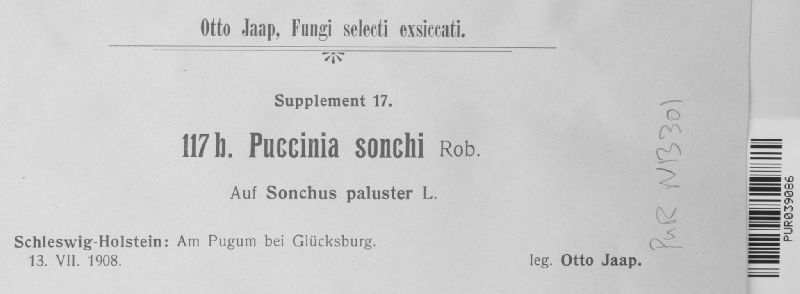 Otto Jaap, Fungi selecti exsiccati.
Supplement 17.
117 b. Puccinia sonchi Rob.
Auf Sonchus paluster L.
Schleswig-Holstein: Am Pugum bei Glücksburg.
13. VII. 1908.
leg. Otto Jaap.
PUR NB301
PUR039086